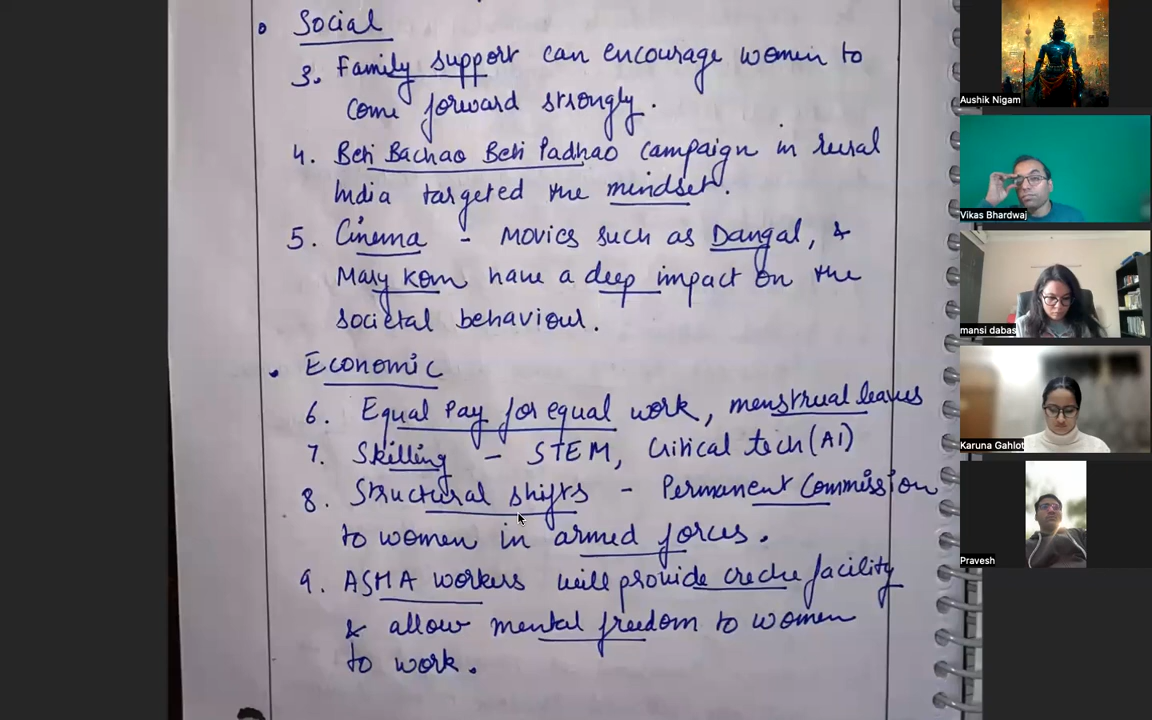 Social
3. Family support can encourage women to
come forward strongly.
4. Beti Bachao Beti Padhao campaign in rural
India targeted the mindset.
5. Cinema - Movies such as Dangal, &
Mary Kom have a deep impact on the
societal behaviour.
Economic
6. Equal Pay for equal work, menstrual leaves
7. Skilling - STEM, Critical tech (AI)
8. Structural shifts - Permanent Commission
to women in armed forces.
9. ASHA workers will provide creche facility
& allow mental freedom to women
to work.
Aushik Nigam
Vikas Bhardwaj
mansi dabas
Karuna Gahlot
Pravesh